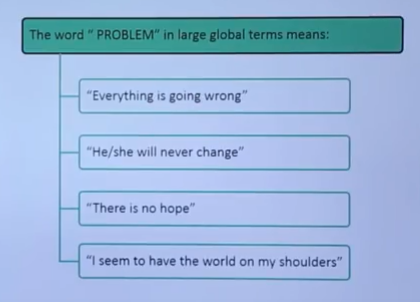 The word “ PROBLEM” in large global terms means:
“Everything is going wrong”
“He/she will never change”
“There is no hope”
“I seem to have the world on my shoulders”